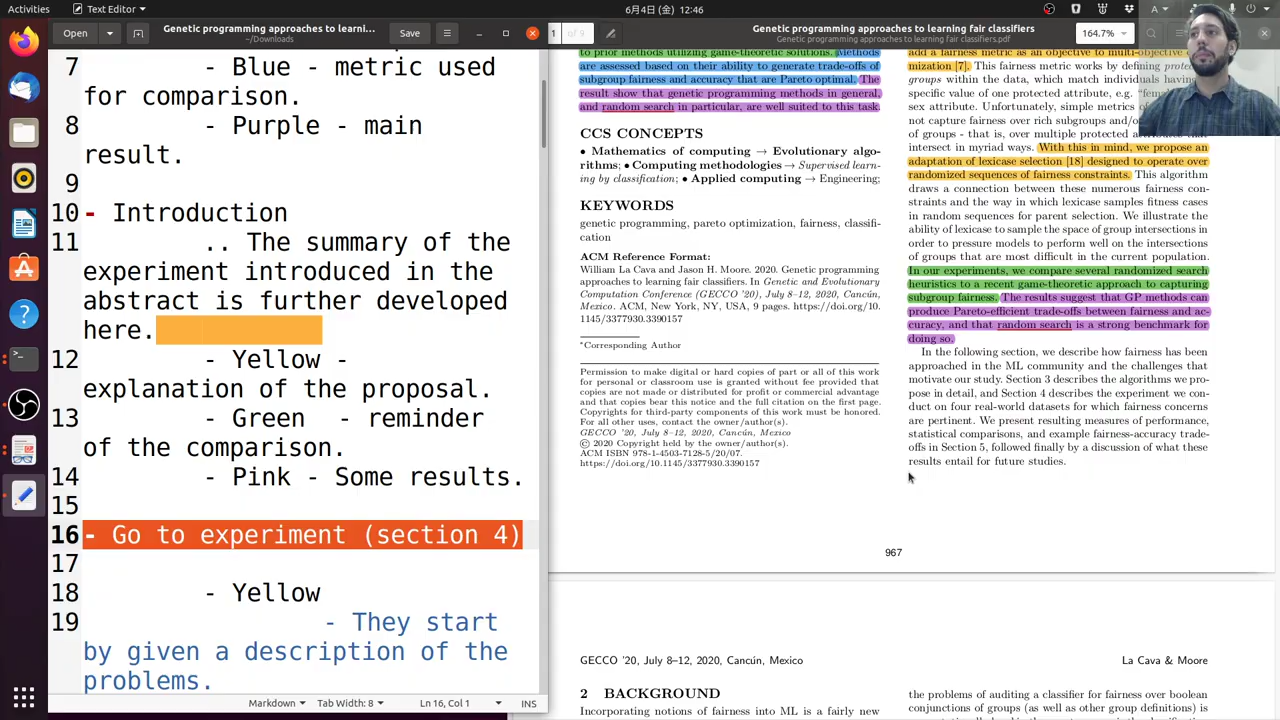 Activities
Text Editor
6月4日 (金) 12:46
A
Open
Genetic programming approaches to learni...
~/Downloads
Save
1
of 9
Genetic programming approaches to learning fair classifiers
Genetic programming approaches to learning fair classifiers.pdf
164.7%
7 - Blue - metric used
for comparison.
8 - Purple - main
result.
9
10 - Introduction
11 .. The summary of the
experiment introduced in the
abstract is further developed
here.
12 - Yellow -
explanation of the proposal.
13 - Green - reminder
of the comparison.
14 - Pink - Some results.
15
16 - Go to experiment (section 4)
17
18 - Yellow
19 - They start
by given a description of the
problems.
Markdown
Tab Width: 8
Ln 16, Col 1
INS
to prior methods utilizing game-theoretic solutions. Methods
are assessed based on their ability to generate trade-offs of
subgroup fairness and accuracy that are Pareto optimal. The
result show that genetic programming methods in general,
and random search in particular, are well suited to this task.
CCS CONCEPTS
• Mathematics of computing → Evolutionary algo-
rithms; • Computing methodologies → Supervised learn-
ing by classification; • Applied computing → Engineering;
KEYWORDS
genetic programming, pareto optimization, fairness, classifi-
cation
ACM Reference Format:
William La Cava and Jason H. Moore. 2020. Genetic programming
approaches to learning fair classifiers. In Genetic and Evolutionary
Computation Conference (GECCO '20), July 8–12, 2020, Cancún,
Mexico. ACM, New York, NY, USA, 9 pages. https://doi.org/10.
1145/3377930.3390157
*Corresponding Author
Permission to make digital or hard copies of part or all of this work
for personal or classroom use is granted without fee provided that
copies are not made or distributed for profit or commercial advantage
and that copies bear this notice and the full citation on the first page.
Copyrights for third-party components of this work must be honored.
For all other uses, contact the owner/author(s).
GECCO '20, July 8–12, 2020, Cancún, Mexico
© 2020 Copyright held by the owner/author(s).
ACM ISBN 978-1-4503-7128-5/20/07.
https://doi.org/10.1145/3377930.3390157
add a fairness metric as an objective to multi-objective
mization [7]. This fairness metric works by defining
groups within the data, which match individuals having
specific value of one protected attribute, e.g.
sex attribute. Unfortunately, simple metrics
not capture fairness over rich subgroups and/or
of groups - that is, over multiple protected
intersect in myriad ways. With this in mind, we propose an
adaptation of lexicase selection [18] designed to operate over
randomized sequences of fairness constraints. This algorithm
draws a connection between these numerous fairness con-
straints and the way in which lexicase samples fitness cases
in random sequences for parent selection. We illustrate the
ability of lexicase to sample the space of group intersections in
order to pressure models to perform well on the intersections
of groups that are most difficult in the current population.
In our experiments, we compare several randomized search
heuristics to a recent game-theoretic approach to capturing
subgroup fairness. The results suggest that GP methods can
produce Pareto-efficient trade-offs between fairness and ac-
curacy, and that random search is a strong benchmark for
doing so.
In the following section, we describe how fairness has been
approached in the ML community and the challenges that
motivate our study. Section 3 describes the algorithms we pro-
pose in detail, and Section 4 describes the experiment we con-
duct on four real-world datasets for which fairness concerns
are pertinent. We present resulting measures of performance,
statistical comparisons, and example fairness-accuracy trade-
offs in Section 5, followed finally by a discussion of what these
results entail for future studies.
967
GECCO '20, July 8–12, 2020, Cancún, Mexico
La Cava & Moore
2 BACKGROUND
Incorporating notions of fairness into ML is a fairly new
the problems of auditing a classifier for fairness over boolean
conjunctions of groups (as well as other group definitions) is